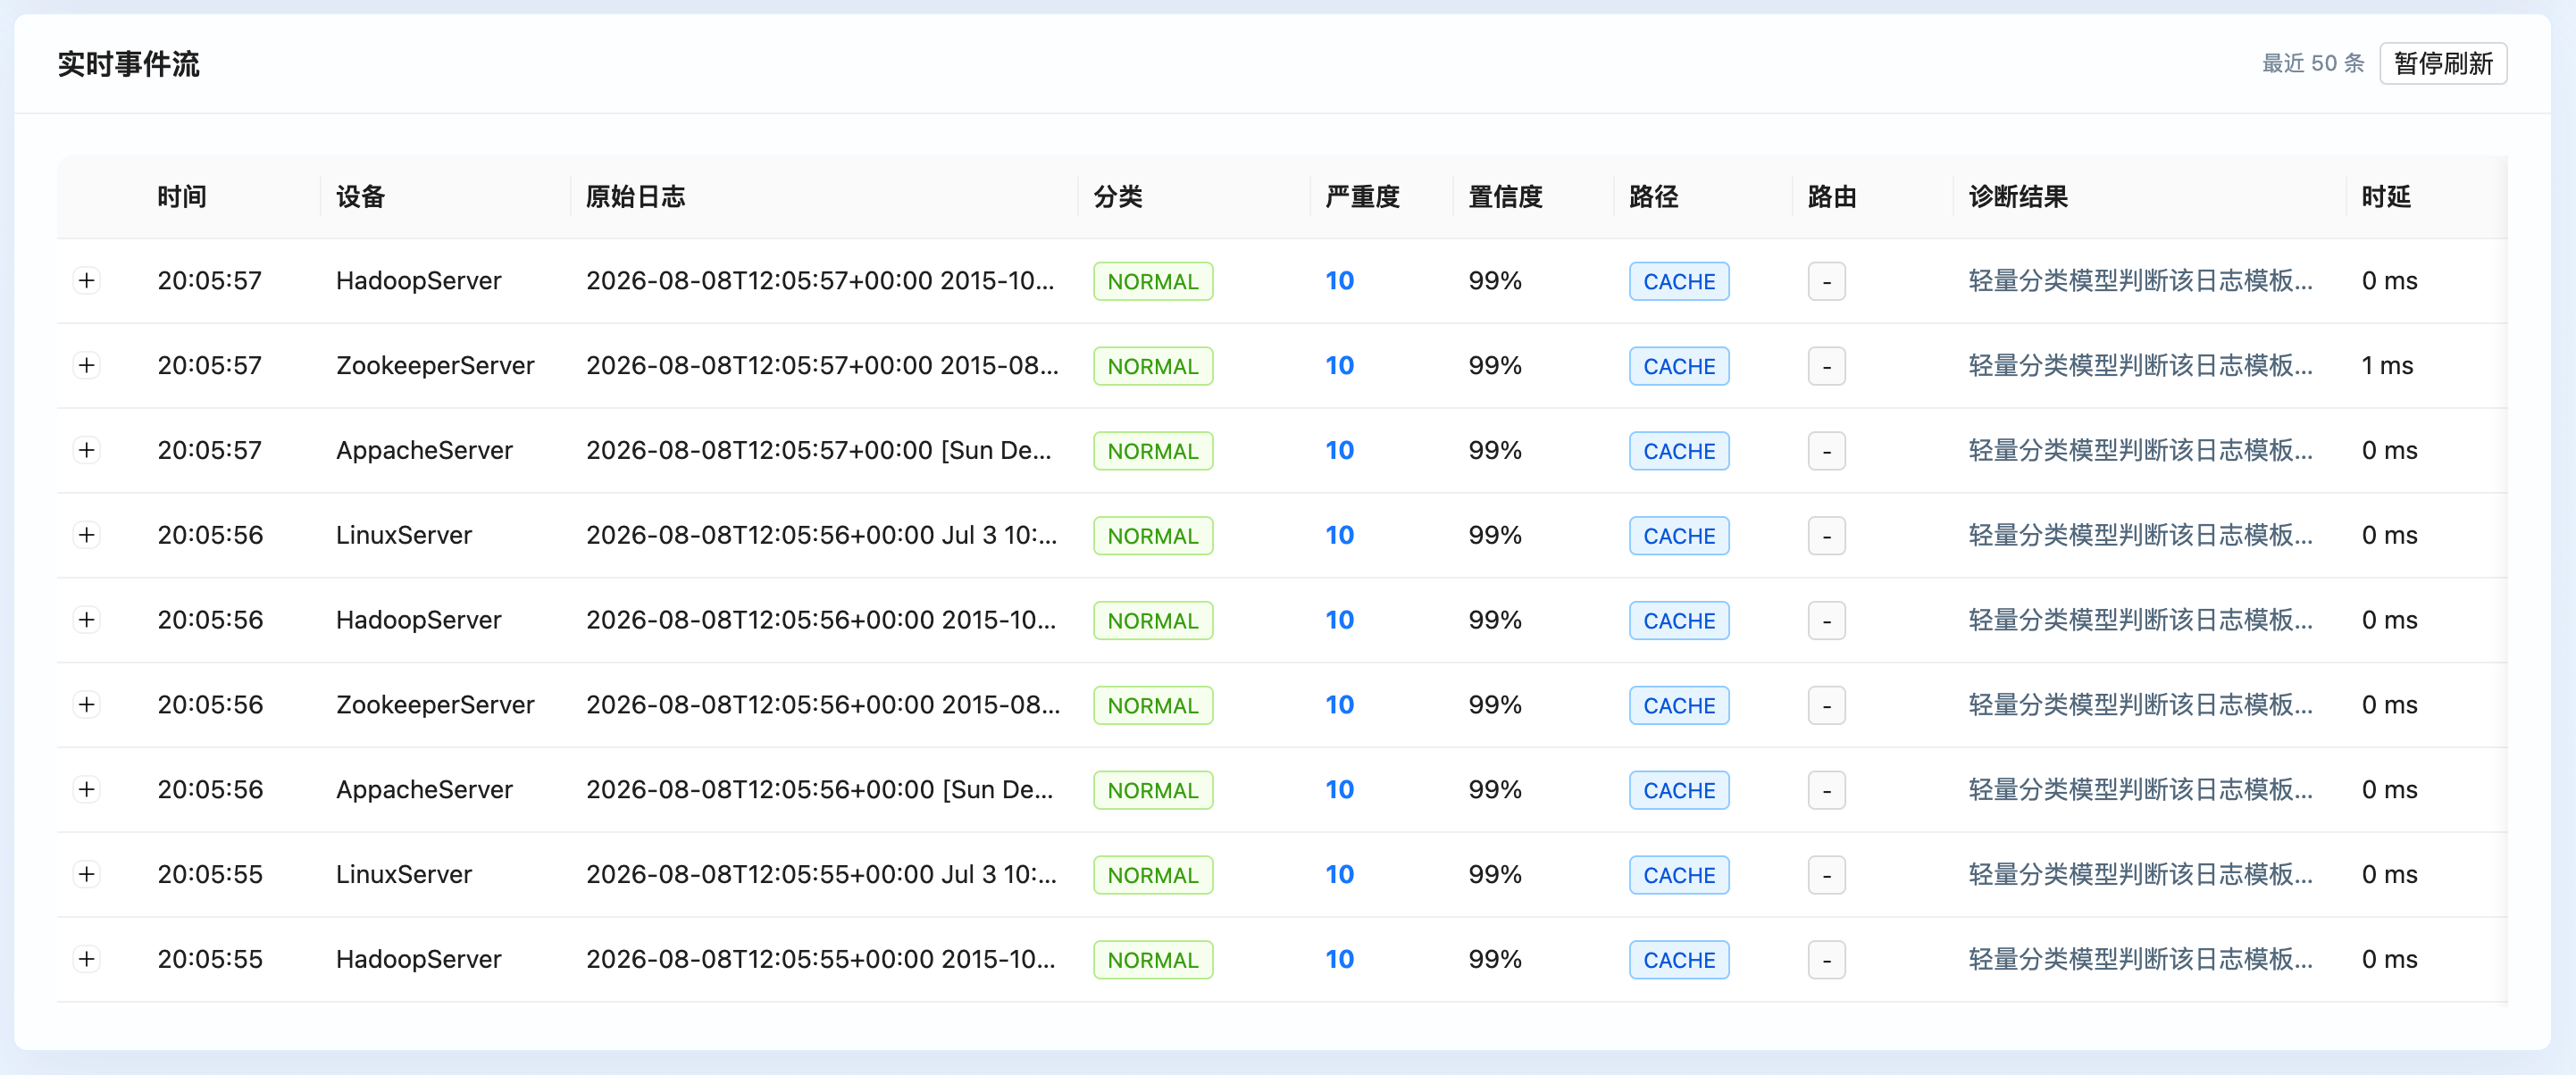 实时事件流 最近 50 条 暂停刷新
时间 设备 原始日志 分类 严重度 置信度 路径 路由 诊断结果 时延
20:05:57 HadoopServer 2026-08-08T12:05:57+00:00 2015-10... NORMAL 10 99% CACHE - 轻量分类模型判断该日志模板... 0 ms
20:05:57 ZookeeperServer 2026-08-08T12:05:57+00:00 2015-08... NORMAL 10 99% CACHE - 轻量分类模型判断该日志模板... 1 ms
20:05:57 AppacheServer 2026-08-08T12:05:57+00:00 [Sun De... NORMAL 10 99% CACHE - 轻量分类模型判断该日志模板... 0 ms
20:05:56 LinuxServer 2026-08-08T12:05:56+00:00 Jul 3 10:... NORMAL 10 99% CACHE - 轻量分类模型判断该日志模板... 0 ms
20:05:56 HadoopServer 2026-08-08T12:05:56+00:00 2015-10... NORMAL 10 99% CACHE - 轻量分类模型判断该日志模板... 0 ms
20:05:56 ZookeeperServer 2026-08-08T12:05:56+00:00 2015-08... NORMAL 10 99% CACHE - 轻量分类模型判断该日志模板... 0 ms
20:05:56 AppacheServer 2026-08-08T12:05:56+00:00 [Sun De... NORMAL 10 99% CACHE - 轻量分类模型判断该日志模板... 0 ms
20:05:55 LinuxServer 2026-08-08T12:05:55+00:00 Jul 3 10:... NORMAL 10 99% CACHE - 轻量分类模型判断该日志模板... 0 ms
20:05:55 HadoopServer 2026-08-08T12:05:55+00:00 2015-10... NORMAL 10 99% CACHE - 轻量分类模型判断该日志模板... 0 ms